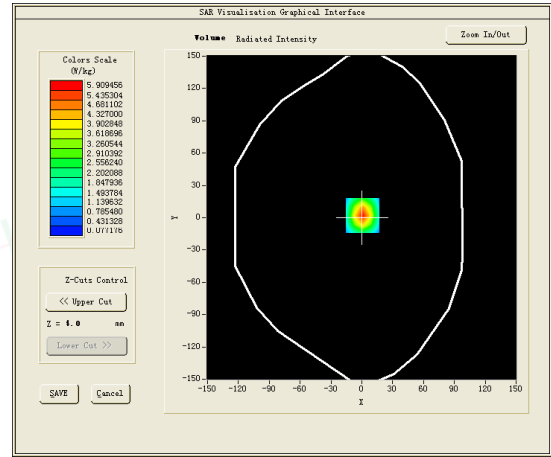 SAR Visualisation Graphical Interface
Volume Radiated Intensity
Zoom In/Out
Colors Scale
(W/kg)
5.909456
5.435304
4.681102
4.327000
3.902848
3.618696
3.260544
2.910392
2.556240
2.202088
1.847936
1.493784
1.139632
0.785480
0.431328
0.077176
150
120
90
60
30
0
-30
-60
-90
-120
-150
Y
-150 -120 -90 -60 -30 0 30 60 90 120 150
X
Z-Cuts Control
<< Upper Cut
Z = 4.0 mm
Lower Cut >>
SAVE Cancel